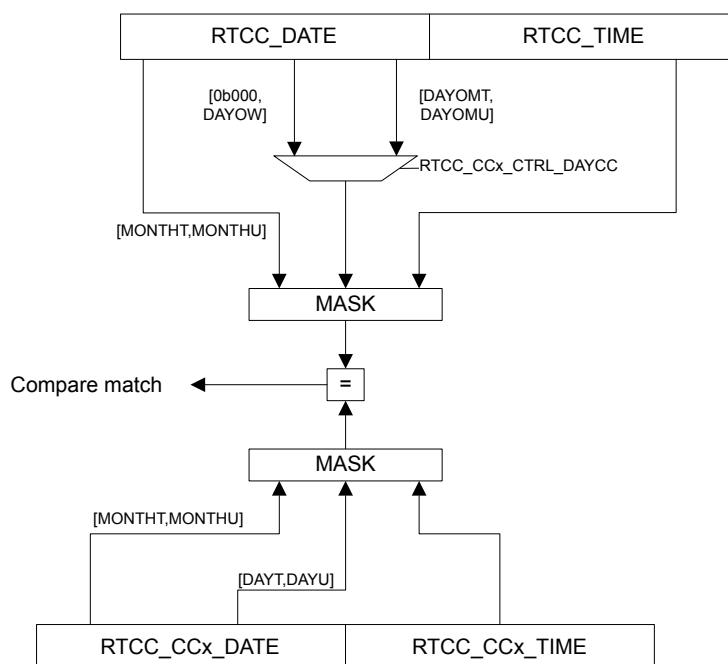 RTCC_DATE RTCC_TIME
[0b000,
DAYOW]
[DAYOMT,
DAYOMU]
RTCC_CCx_CTRL_DAYCC
[MONTHT,MONTHU]
MASK
Compare match
=
MASK
[MONTHT,MONTHU]
[DAYT,DAYU]
RTCC_CCx_DATE RTCC_CCx_TIME